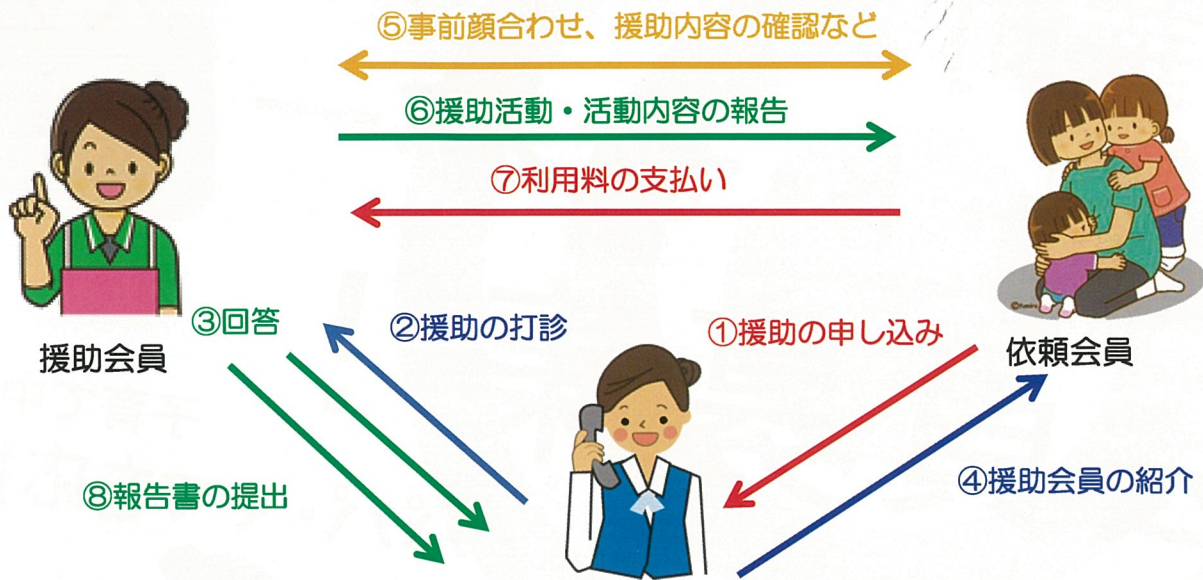 ⑤事前顔合わせ、援助内容の確認など
⑥援助活動・活動内容の報告
⑦利用料の支払い
③回答
②援助の打診
①援助の申し込み
援助会員
依頼会員
⑧報告書の提出
④援助会員の紹介